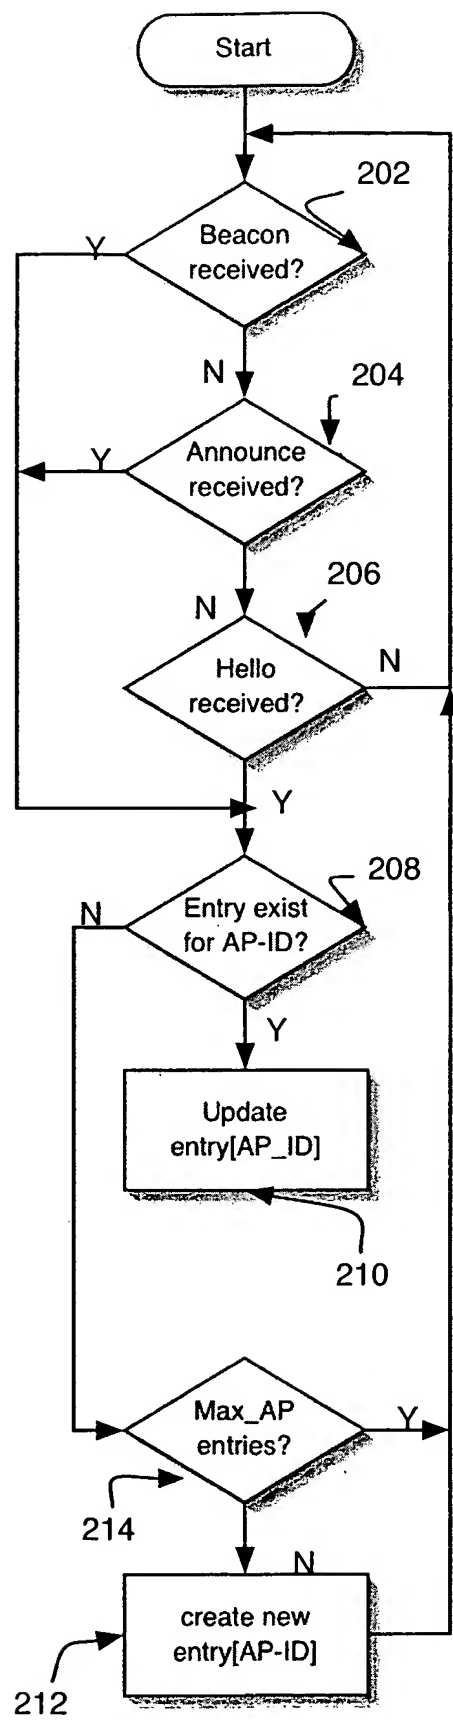 Start
202
Beacon
received?
Y
N
204
Announce
received?
Y
N
206
Hello
received?
N
Y
208
Entry exist
for AP-ID?
N
Y
Update
entry[AP_ID]
210
Max_AP
entries?
Y
214
N
create new
entry[AP-ID]
212